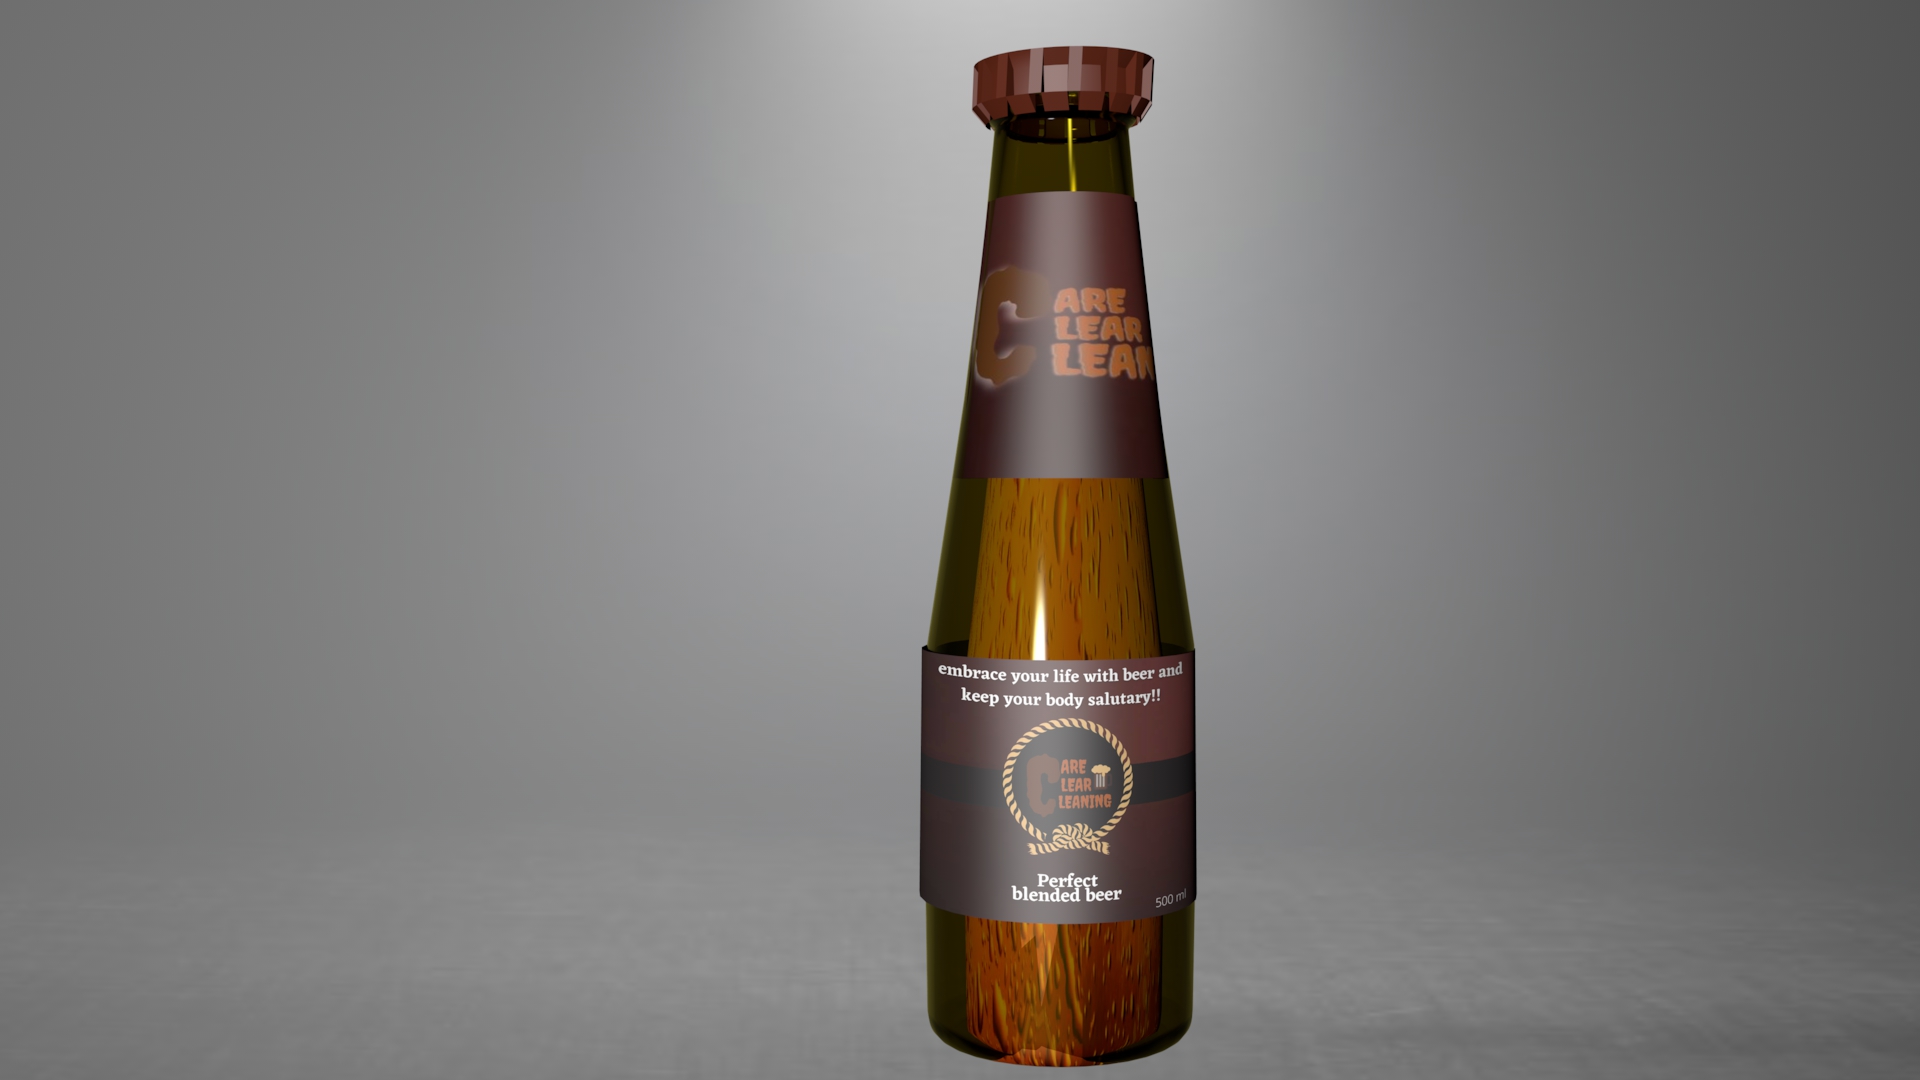 C
ARE
LEAR
LEAN
embrace your life with beer and
keep your body salutary!!
C
ARE
LEAR
LEANING
Perfect
blended beer
500 ml